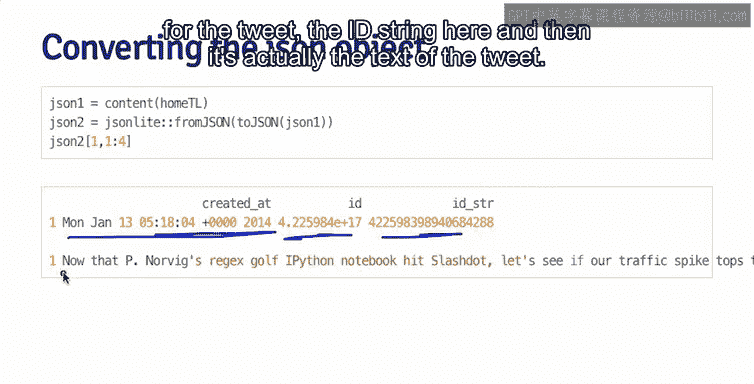 Converting the json object
for the tweet, the ID string here and then
it's actually the text of the tweet.
json1 = content(homeTL)
json2 = jsonlite::fromJSON(toJSON(json1))
json2[1,1:4]
created_at id id_str
1 Mon Jan 13 05:18:04 +0000 2014 4.225984e+17 422598398940684288
1 Now that P. Norvig's regex golf IPython notebook hit Slashdot, let's see if our traffic spike tops t